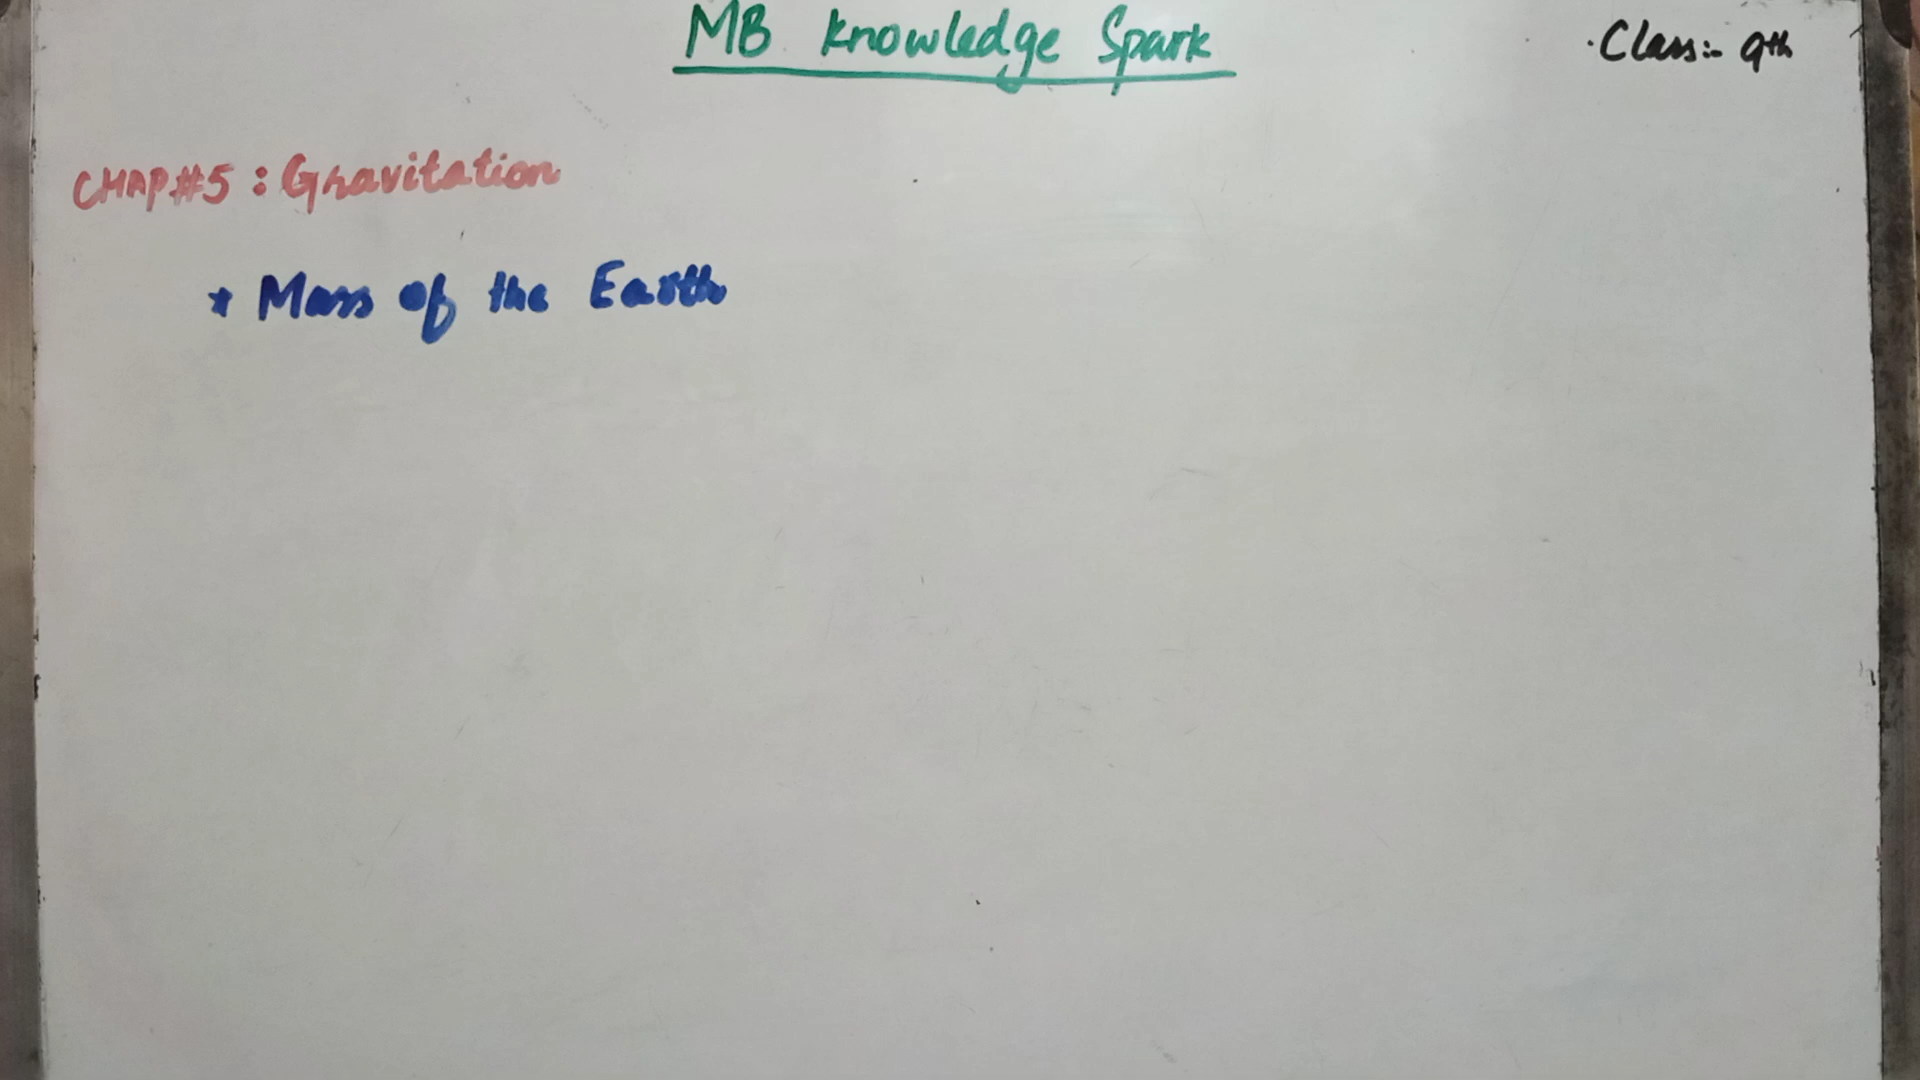 MB Knowledge Spark
Class:- 9th
CHAP#5 : Gravitation
* Mass of the Earth